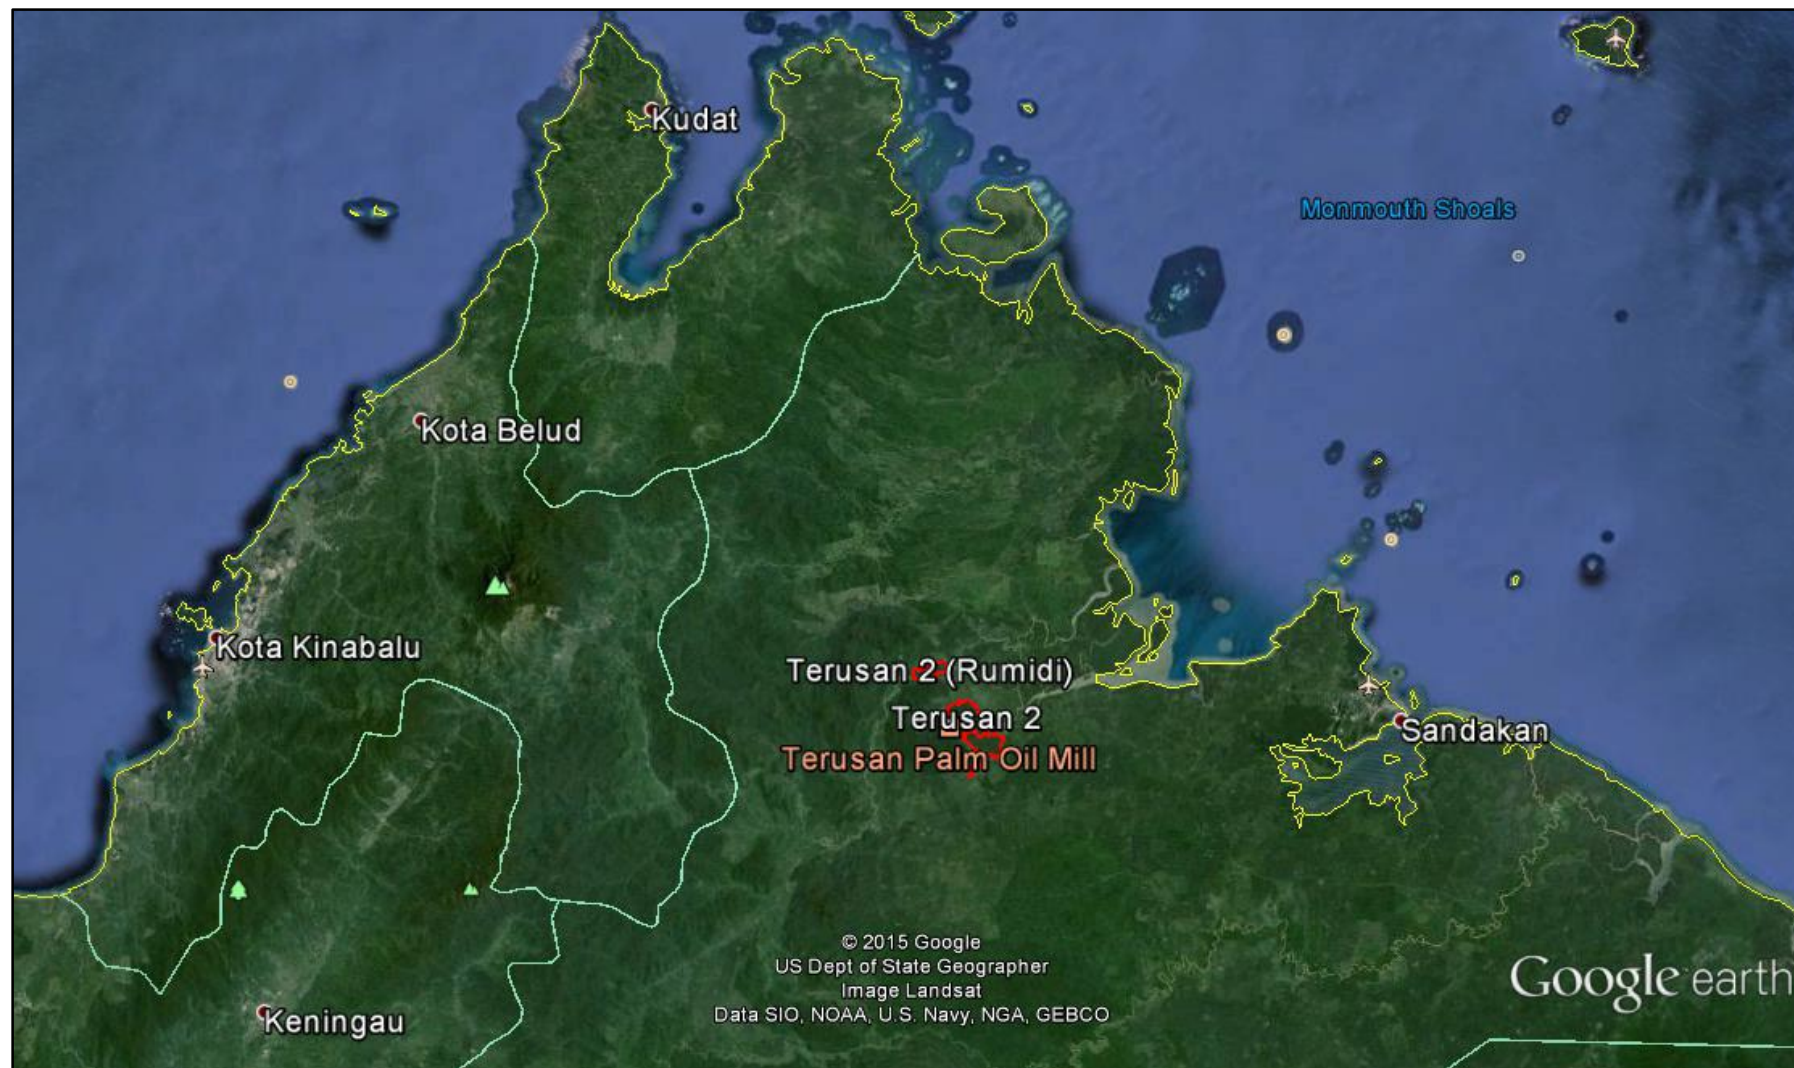 Kudat
Monmouth Shoals
Kota Belud
Kota Kinabalu
Terusan 2 (Rumidi)
Terusan 2
Sandakan
Terusan Palm Oil Mill
© 2015 Google
US Dept of State Geographer
Image Landsat
Data SIO, NOAA, U.S. Navy, NGA, GEBCO
Google earth
Keningau